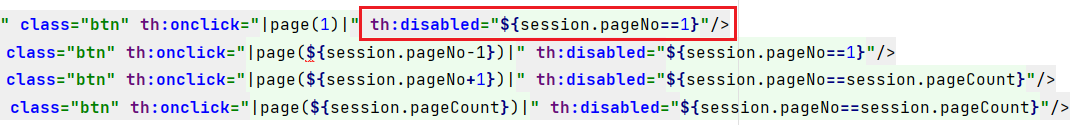 " class="btn" th:onclick="|page(1)|" th:disabled="${session.pageNo==1}"/>
class="btn" th:onclick="|page(${session.pageNo-1})|" th:disabled="${session.pageNo==1}"/>
class="btn" th:onclick="|page(${session.pageNo+1})|" th:disabled="${session.pageNo==session.pageCount}"/>
class="btn" th:onclick="|page(${session.pageCount})|" th:disabled="${session.pageNo==session.pageCount}"/>